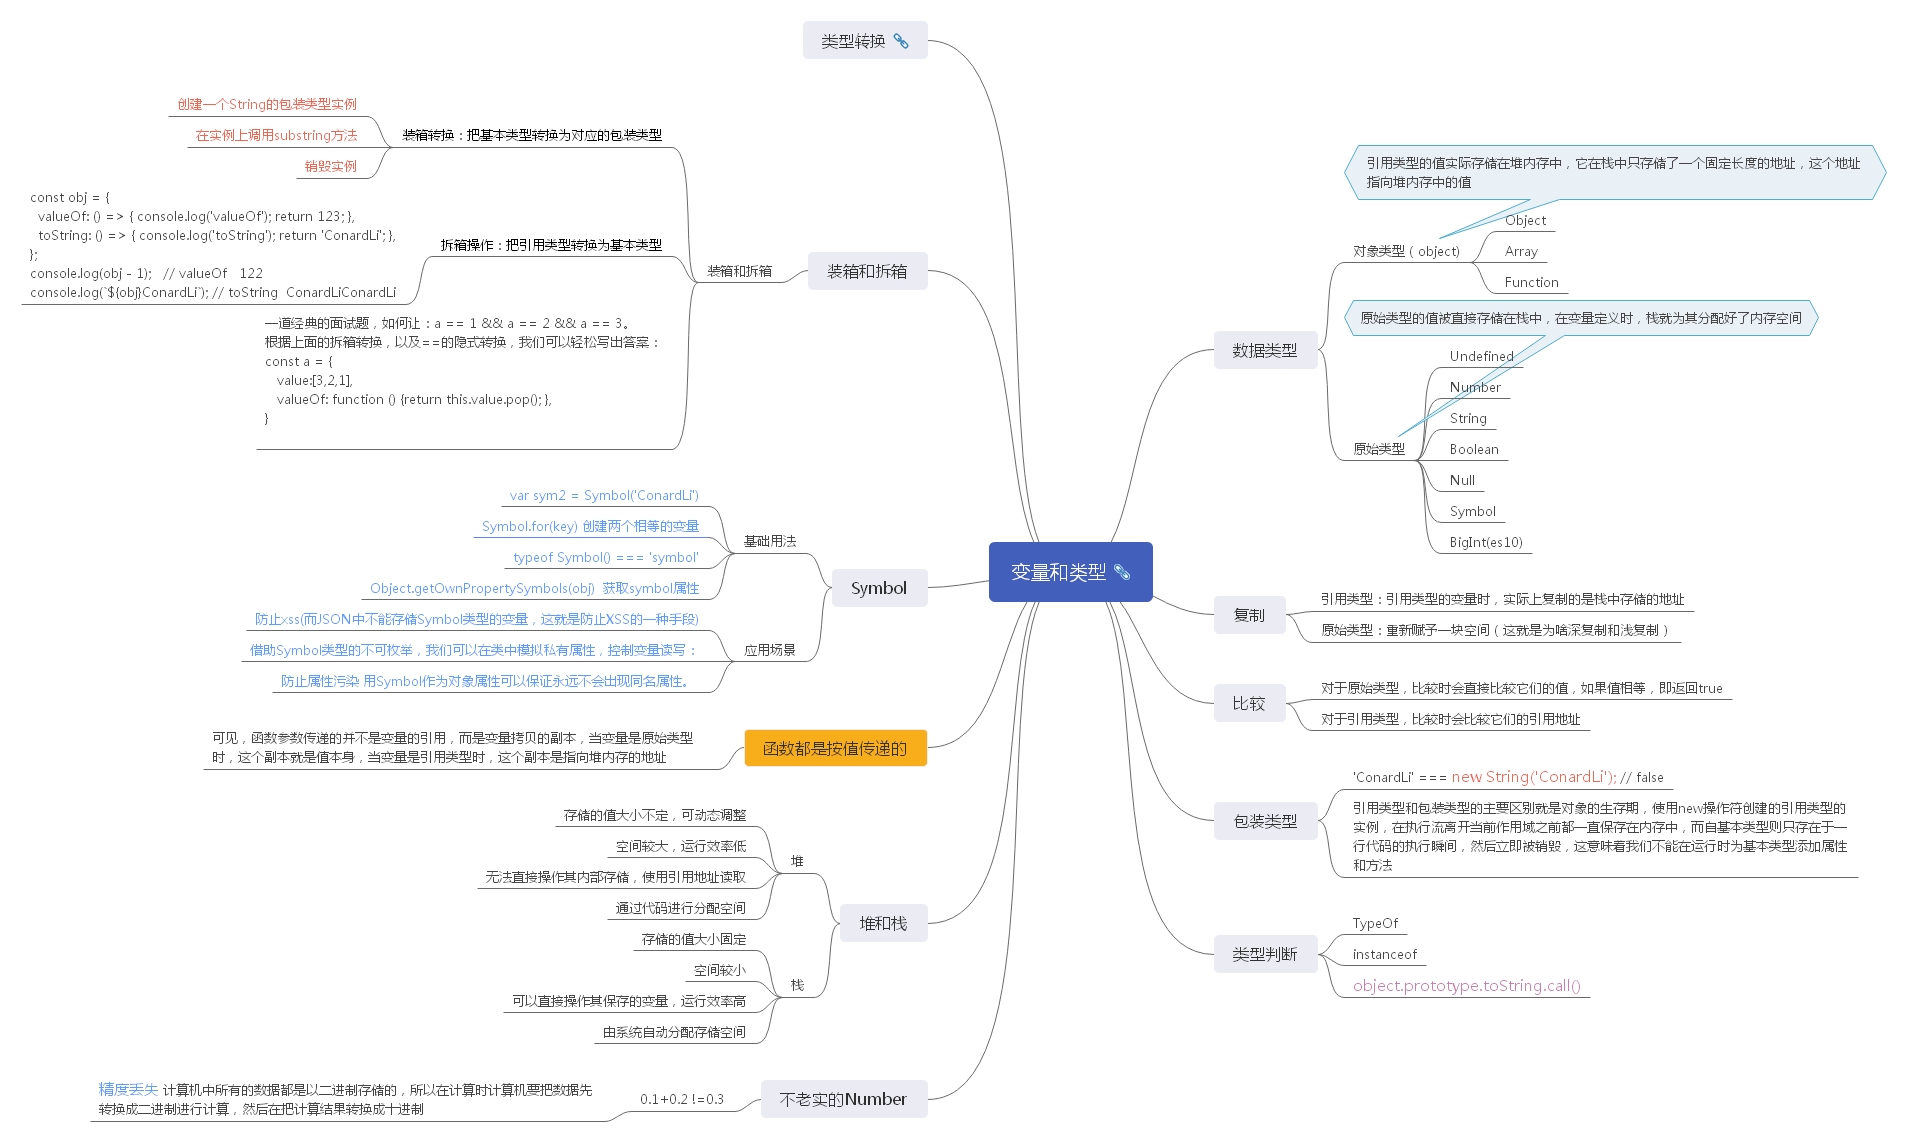 变量和类型
类型转换
装箱和拆箱
装箱和拆箱
装箱转换：把基本类型转换为对应的包装类型
创建一个String的包装类型实例
在实例上调用substring方法
销毁实例
拆箱操作：把引用类型转换为基本类型
const obj = {
valueOf: () => { console.log('valueOf'); return 123; },
toString: () => { console.log('toString'); return 'ConardLi'; },
};
console.log(obj - 1); // valueOf 122
console.log(`${obj}ConardLi`); // toString ConardLiConardLi
一道经典的面试题，如何让：a == 1 && a == 2 && a == 3。
根据上面的拆箱转换，以及==的隐式转换，我们可以轻松写出答案：
const a = {
value:[3,2,1],
valueOf: function () {return this.value.pop(); },
}
Symbol
基础用法
var sym2 = Symbol('ConardLi')
Symbol.for(key) 创建两个相等的变量
typeof Symbol() === 'symbol'
Object.getOwnPropertySymbols(obj) 获取symbol属性
应用场景
防止xss(而JSON中不能存储Symbol类型的变量，这就是防止XSS的一种手段)
借助Symbol类型的不可枚举，我们可以在类中模拟私有属性，控制变量读写：
防止属性污染 用Symbol作为对象属性可以保证永远不会出现同名属性。
函数都是按值传递的
可见，函数参数传递的并不是变量的引用，而是变量拷贝的副本，当变量是原始类型
时，这个副本就是值本身，当变量是引用类型时，这个副本是指向堆内存的地址
堆和栈
堆
存储的值大小不定，可动态调整
空间较大，运行效率低
无法直接操作其内部存储，使用引用地址读取
通过代码进行分配空间
栈
存储的值大小固定
空间较小
可以直接操作其保存的变量，运行效率高
由系统自动分配存储空间
不老实的Number
0.1+0.2 !=0.3
精度丢失 计算机中所有的数据都是以二进制存储的，所以在计算时计算机要把数据先
转换成二进制进行计算，然后在把计算结果转换成十进制
数据类型
引用类型的值实际存储在堆内存中，它在栈中只存储了一个固定长度的地址，这个地址
指向堆内存中的值
对象类型（object)
Object
Array
Function
原始类型的值被直接存储在栈中，在变量定义时，栈就为其分配好了内存空间
原始类型
Undefined
Number
String
Boolean
Null
Symbol
BigInt(es10)
复制
引用类型：引用类型的变量时，实际上复制的是栈中存储的地址
原始类型：重新赋予一块空间（这就是为啥深复制和浅复制）
比较
对于原始类型，比较时会直接比较它们的值，如果值相等，即返回true
对于引用类型，比较时会比较它们的引用地址
包装类型
'ConardLi' === new String('ConardLi'); // false
引用类型和包装类型的主要区别就是对象的生存期，使用new操作符创建的引用类型的
实例，在执行流离开当前作用域之前都一直保存在内存中，而自基本类型则只存在于一
行代码的执行瞬间，然后立即被销毁，这意味着我们不能在运行时为基本类型添加属性
和方法
类型判断
TypeOf
instanceof
object.prototype.toString.call()